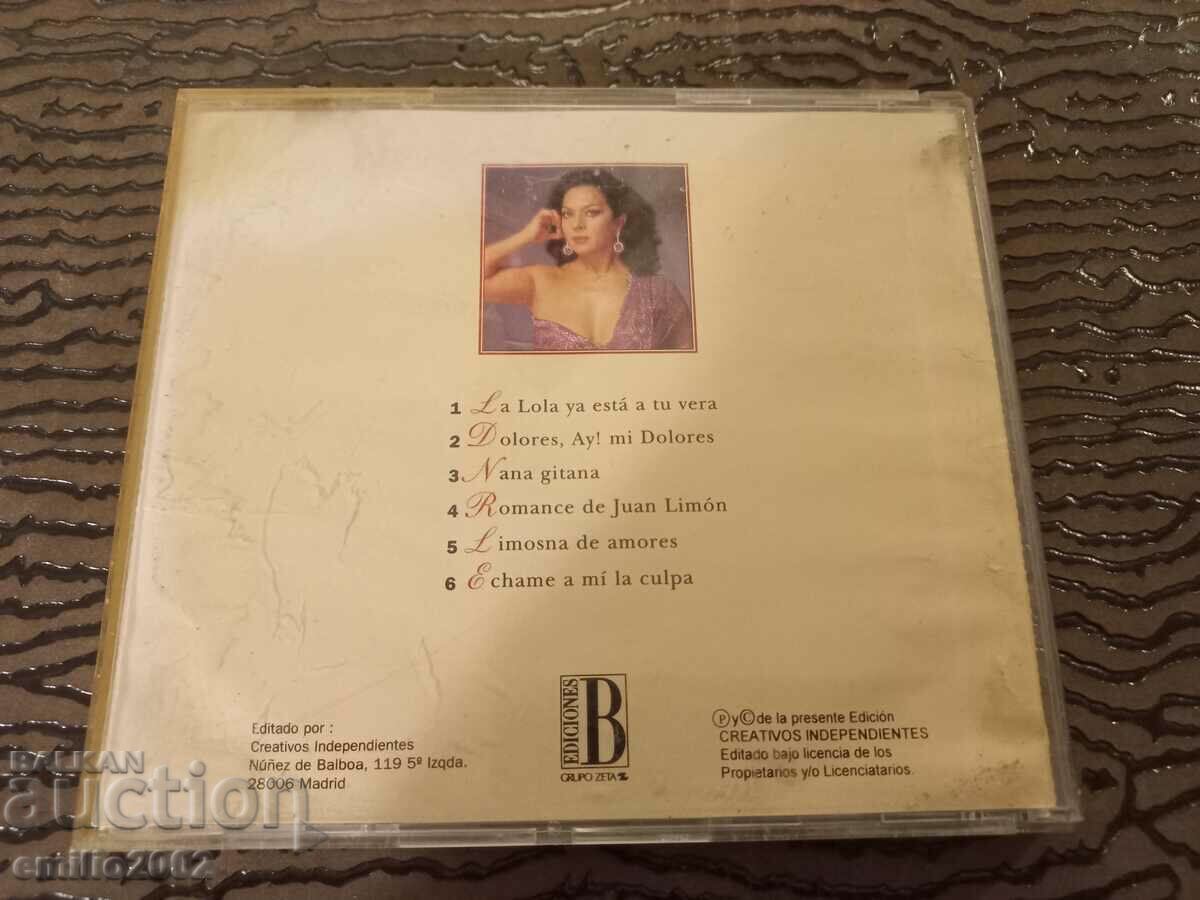 1 La Lola ya está a tu vera
2 Dolores, Ay! mi Dolores
3 Nana gitana
4 Romance de Juan Limón
5 Limosna de amores
6 Echame a mí la culpa
Editado por :
Creativos Independientes
Núñez de Balboa, 119 5º Izqda.
28006 Madrid
EDICIONES
B
GRUPO ZETA
ⓅyⒸde la presente Edición
CREATIVOS INDEPENDIENTES
Editado bajo licencia de los
Propietarios y/o Licenciatarios.
BALKAN
auction
emilio2002